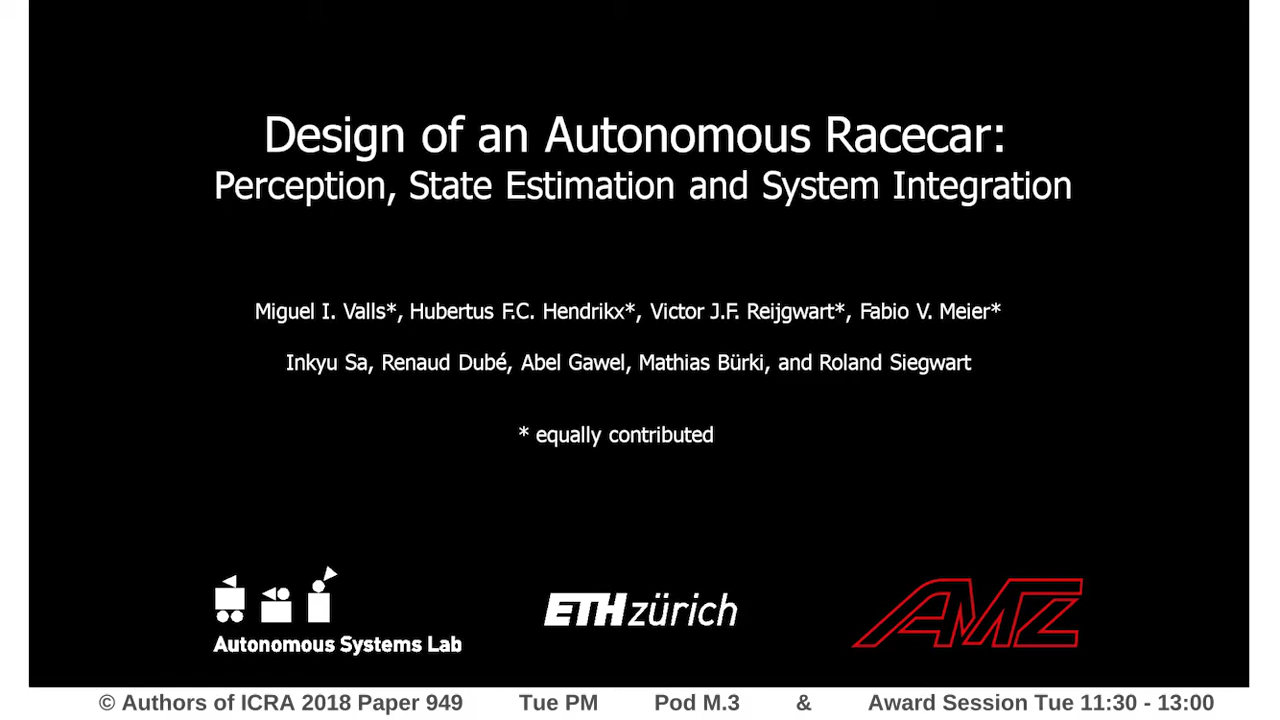 Design of an Autonomous Racecar:
Perception, State Estimation and System Integration
Miguel I. Valls*, Hubertus F.C. Hendrikx*, Victor J.F. Reijgwart*, Fabio V. Meier*
Inkyu Sa, Renaud Dubé, Abel Gawel, Mathias Bürki, and Roland Siegwart
* equally contributed
Autonomous Systems Lab
ETH zürich
AMZ
© Authors of ICRA 2018 Paper 949 Tue PM Pod M.3 & Award Session Tue 11:30 - 13:00